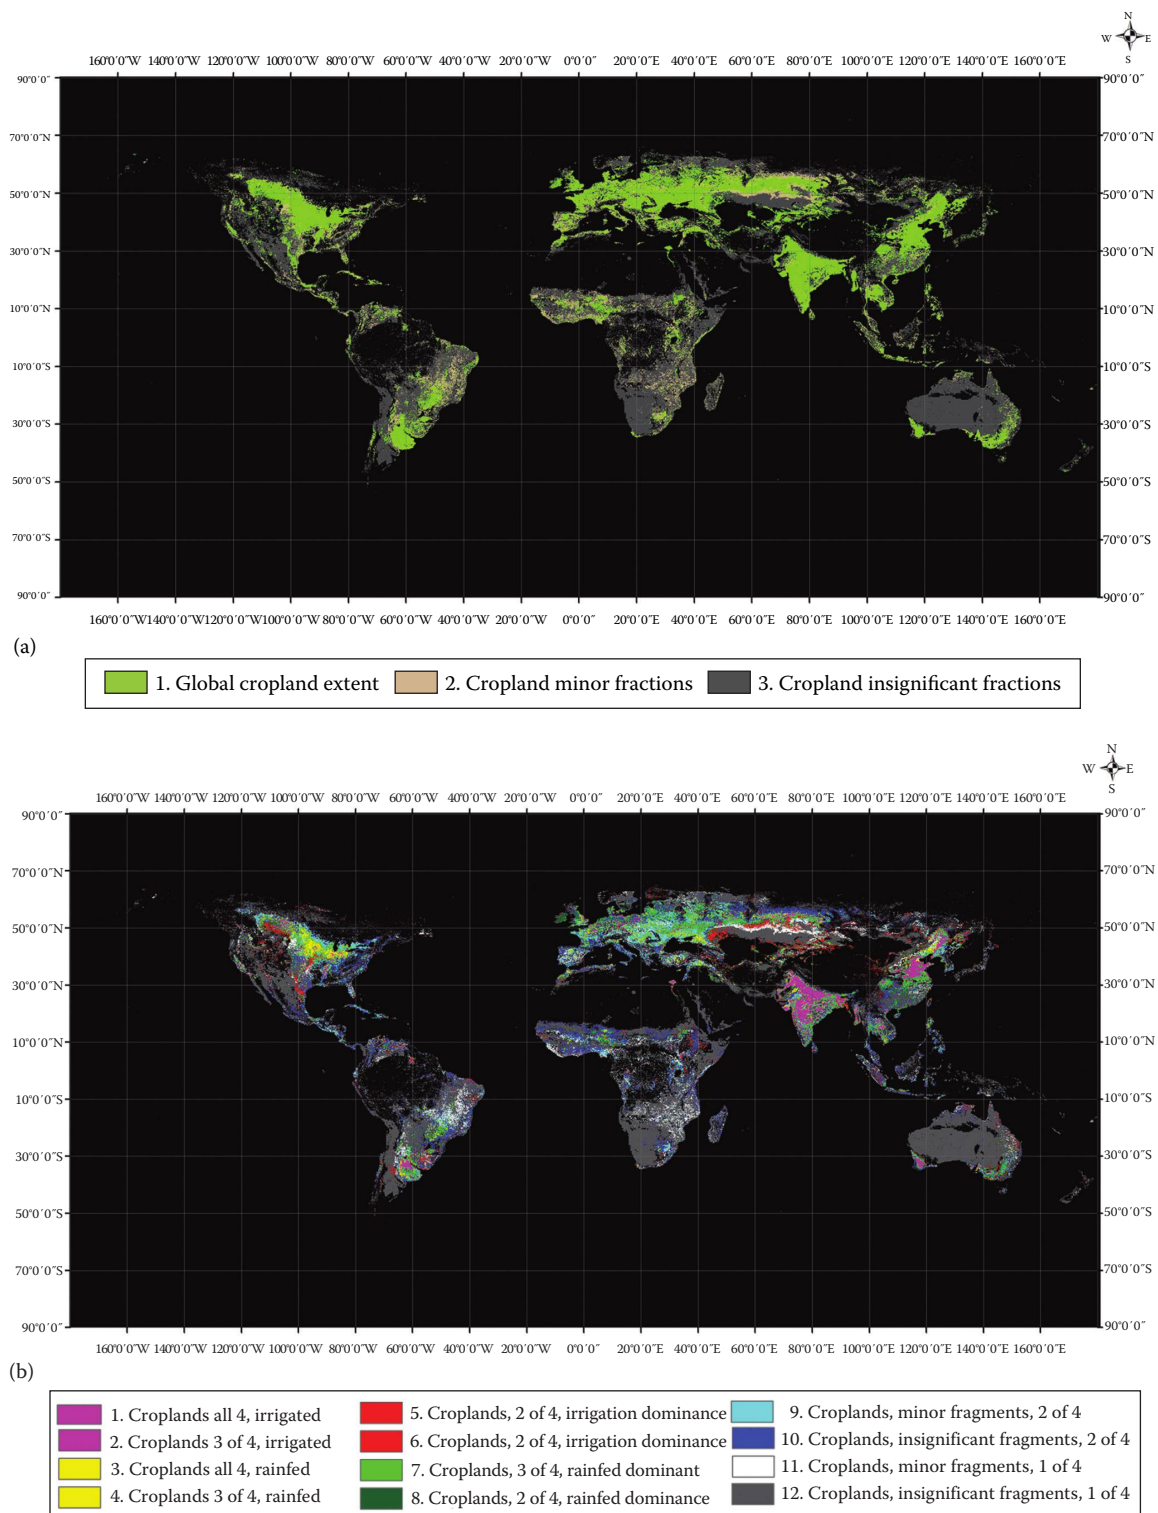 N
W E
S
160°0′0″W 140°0′0″W 120°0′0″W 100°0′0″W 80°0′0″W 60°0′0″W 40°0′0″W 20°0′0″W 0°0′0″ 20°0′0″E 40°0′0″E 60°0′0″E 80°0′0″E 100°0′0″E 120°0′0″E 140°0′0″E 160°0′0″E
90°0′0″ 90°0′0″
70°0′0″N 70°0′0″N
50°0′0″N 50°0′0″N
30°0′0″N 30°0′0″N
10°0′0″N 10°0′0″N
10°0′0″S 10°0′0″S
30°0′0″S 30°0′0″S
50°0′0″S 50°0′0″S
70°0′0″S 70°0′0″S
90°0′0″ 90°0′0″
160°0′0″W 140°0′0″W 120°0′0″W 100°0′0″W 80°0′0″W 60°0′0″W 40°0′0″W 20°0′0″W 0°0′0″ 20°0′0″E 40°0′0″E 60°0′0″E 80°0′0″E 100°0′0″E 120°0′0″E 140°0′0″E 160°0′0″E
(a)
1. Global cropland extent 2. Cropland minor fractions 3. Cropland insignificant fractions
N
W E
S
160°0′0″W 140°0′0″W 120°0′0″W 100°0′0″W 80°0′0″W 60°0′0″W 40°0′0″W 20°0′0″W 0°0′0″ 20°0′0″E 40°0′0″E 60°0′0″E 80°0′0″E 100°0′0″E 120°0′0″E 140°0′0″E 160°0′0″E
90°0′0″ 90°0′0″
70°0′0″N 70°0′0″N
50°0′0″N 50°0′0″N
30°0′0″N 30°0′0″N
10°0′0″N 10°0′0″N
10°0′0″S 10°0′0″S
30°0′0″S 30°0′0″S
50°0′0″S 50°0′0″S
70°0′0″S 70°0′0″S
90°0′0″ 90°0′0″
160°0′0″W 140°0′0″W 120°0′0″W 100°0′0″W 80°0′0″W 60°0′0″W 40°0′0″W 20°0′0″W 0°0′0″ 20°0′0″E 40°0′0″E 60°0′0″E 80°0′0″E 100°0′0″E 120°0′0″E 140°0′0″E 160°0′0″E
(b)
1. Croplands all 4, irrigated
2. Croplands 3 of 4, irrigated
3. Croplands all 4, rainfed
4. Croplands 3 of 4, rainfed
5. Croplands, 2 of 4, irrigation dominance
6. Croplands, 2 of 4, irrigation dominance
7. Croplands, 3 of 4, rainfed dominant
8. Croplands, 2 of 4, rainfed dominance
9. Croplands, minor fragments, 2 of 4
10. Croplands, insignificant fragments, 2 of 4
11. Croplands, minor fragments, 1 of 4
12. Croplands, insignificant fragments, 1 of 4